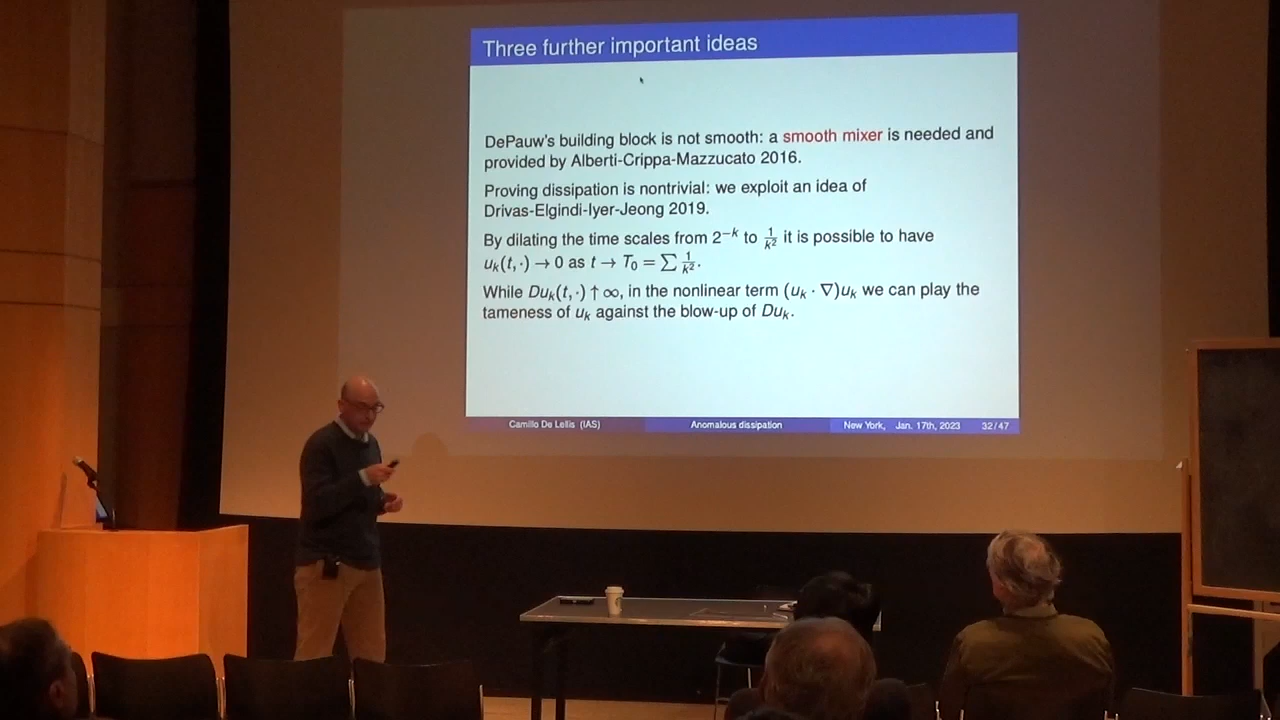 Three further important ideas
DePauw's building block is not smooth: a smooth mixer is needed and
provided by Alberti-Crippa-Mazzucato 2016.
Proving dissipation is nontrivial: we exploit an idea of
Drivas-Elgindi-Iyer-Jeong 2019.
By dilating the time scales from 2^{-k} to \frac{1}{k^2} it is possible to have
u_k(t, ·) → 0 as t → T_0 = ∑ \frac{1}{k^2}.
While Du_k(t, ·) ↑ ∞, in the nonlinear term (u_k · ∇)u_k we can play the
tameness of u_k against the blow-up of Du_k.
Camillo De Lellis (IAS) Anomalous dissipation New York, Jan. 17th, 2023 32/47